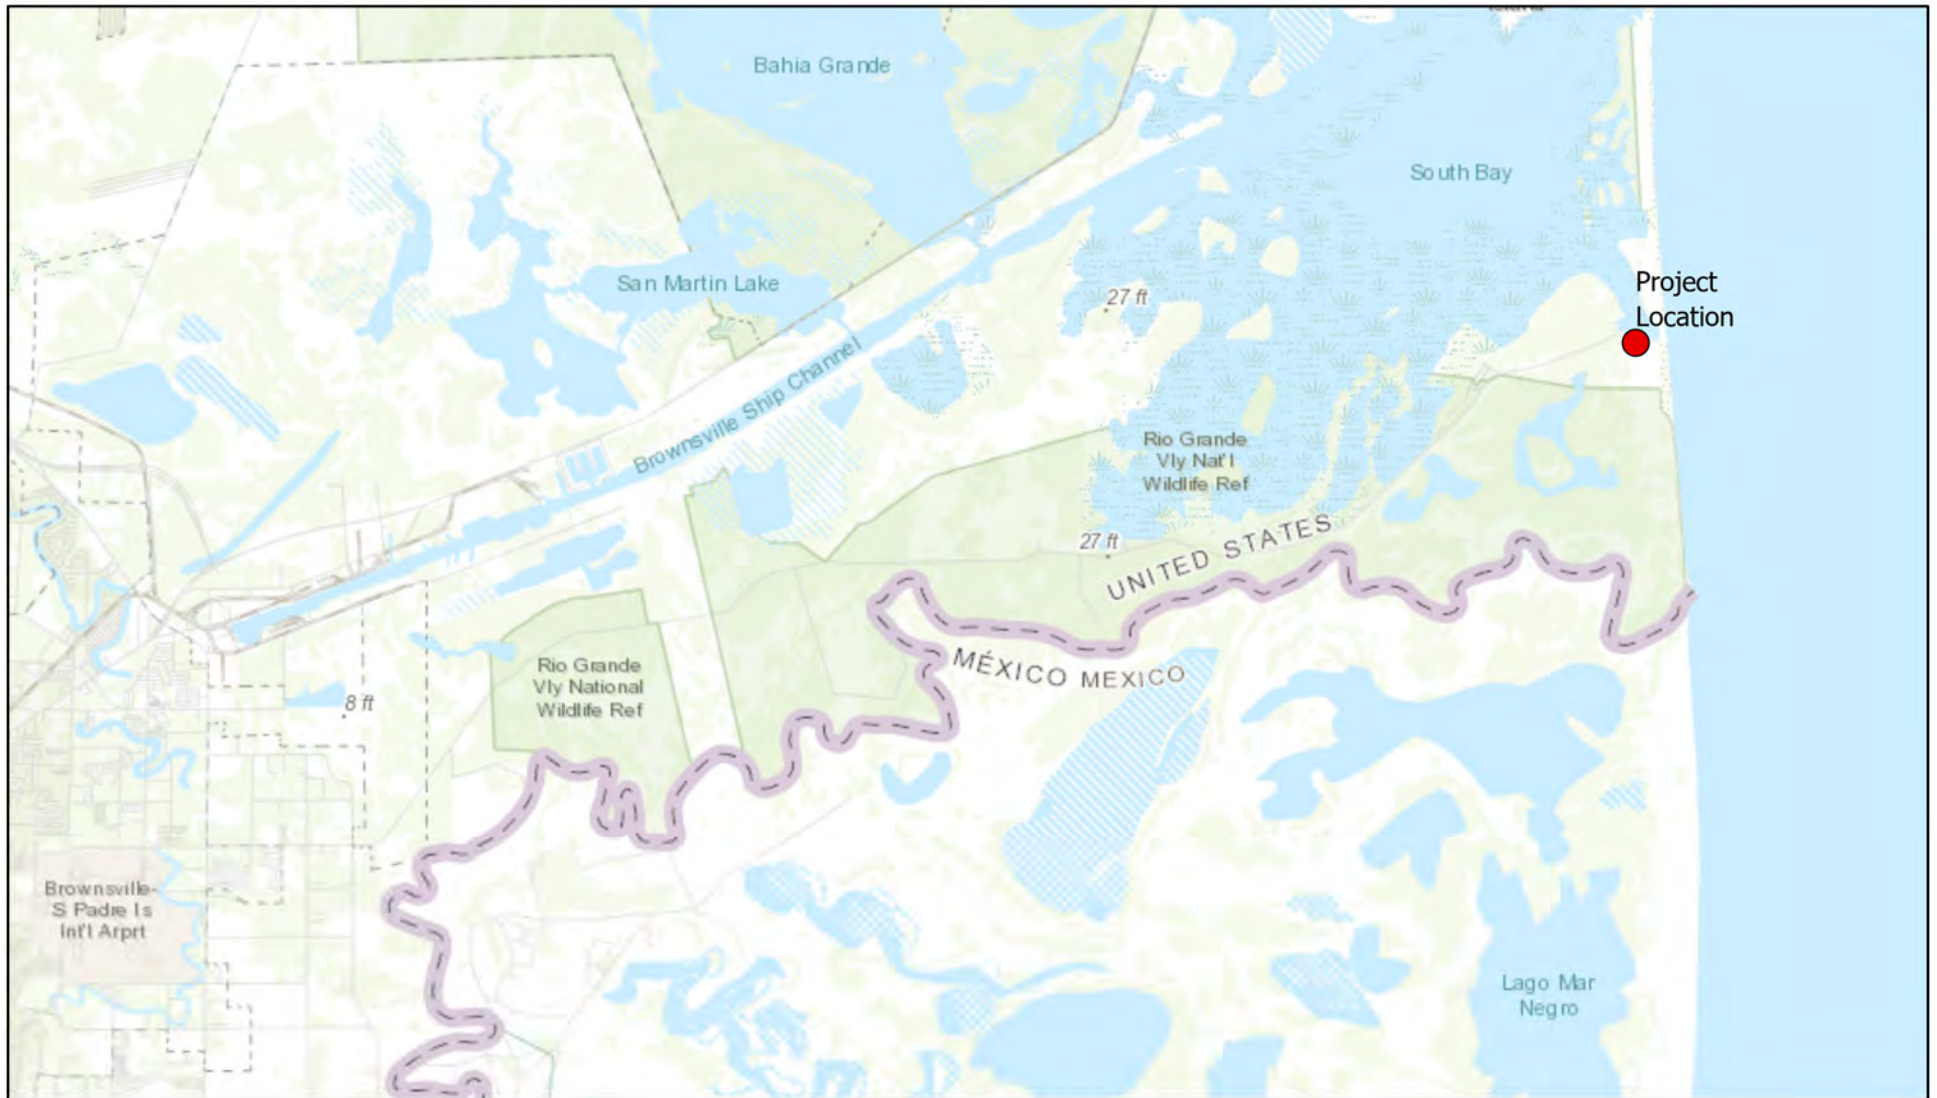 Bahia Grande
South Bay
San Martin Lake
Project
Location
27 ft
Brownsville Ship Channel
Rio Grande
Vly Nat'l
Wildlife Ref
27 ft
UNITED STATES
MÉXICO MEXICO
Rio Grande
Vly National
Wildlife Ref
8 ft
Brownsville-
S Padre Is
Int'l Arprt
Lago Mar
Negro